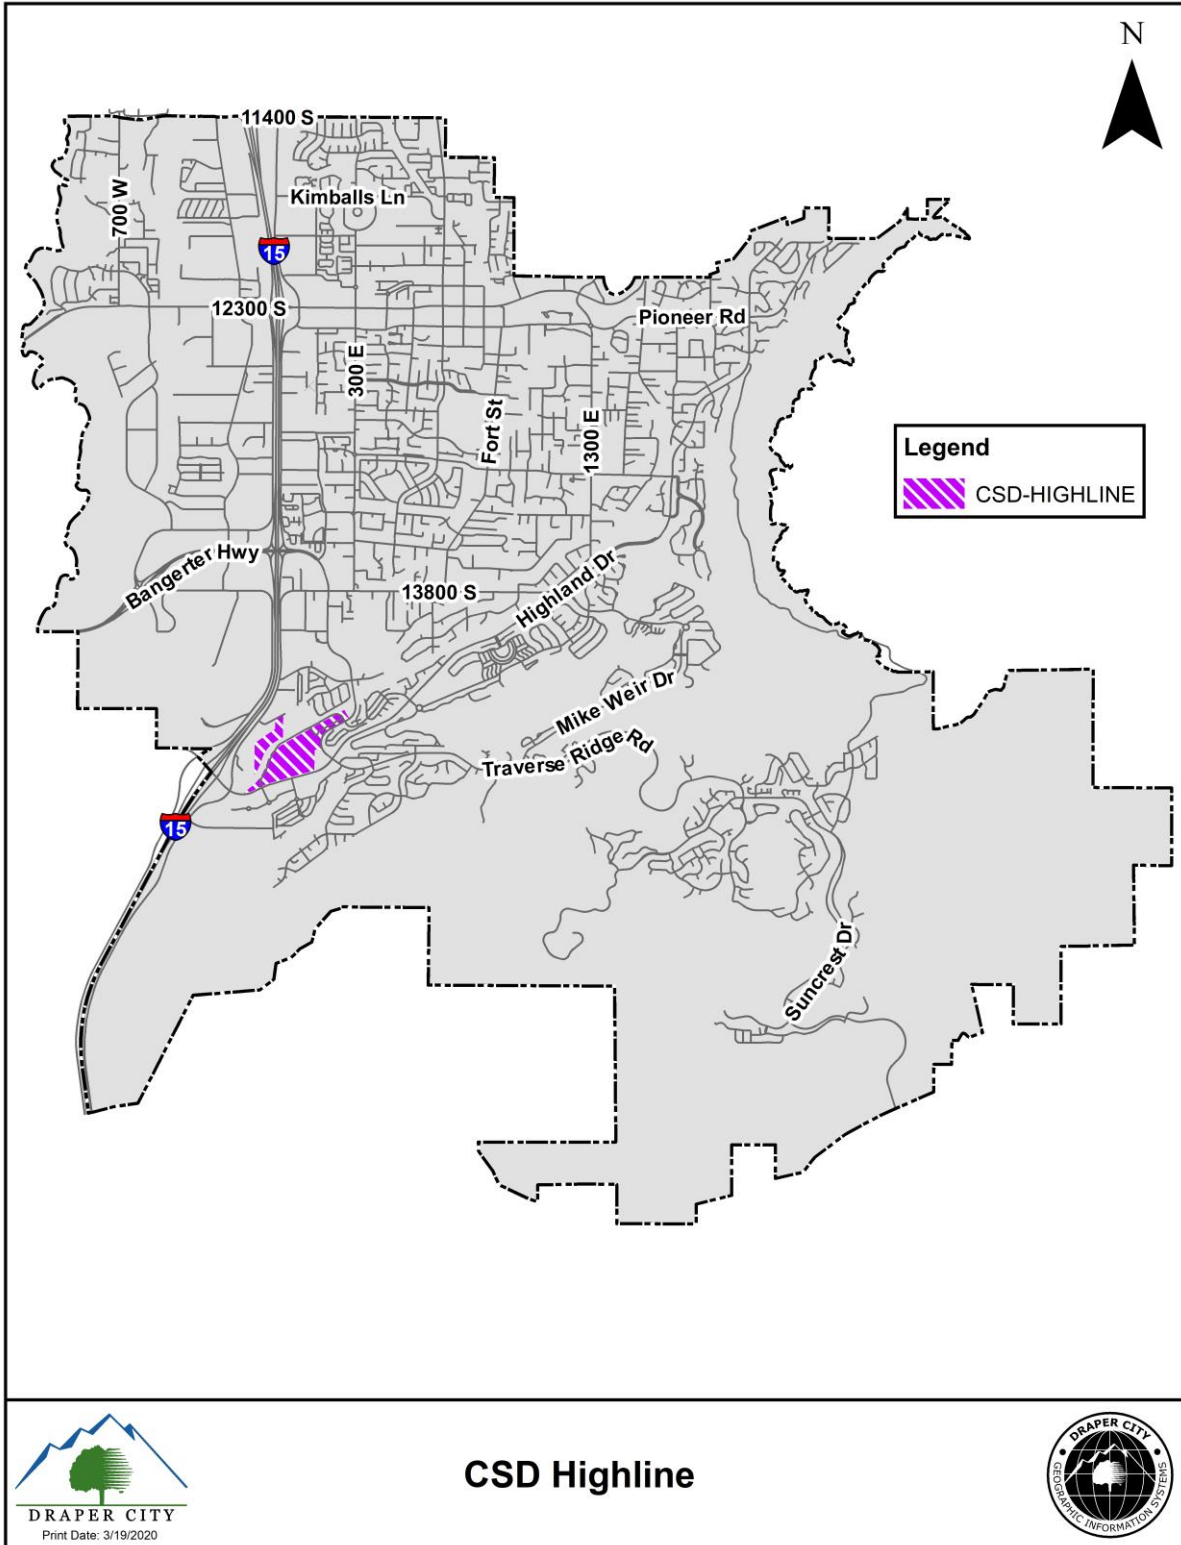 N
11400 S
700 W
Kimballs Ln
15
12300 S
Pioneer Rd
300 E
Fort St
1300 E
Legend
CSD-HIGHLINE
Bangerter Hwy
13800 S
Highland Dr
Mike Weir Dr
Traverse Ridge Rd
15
Suncrest Dr
DRAPER CITY
Print Date: 3/19/2020
CSD Highline
DRAPER CITY
GEOGRAPHIC INFORMATION SYSTEMS